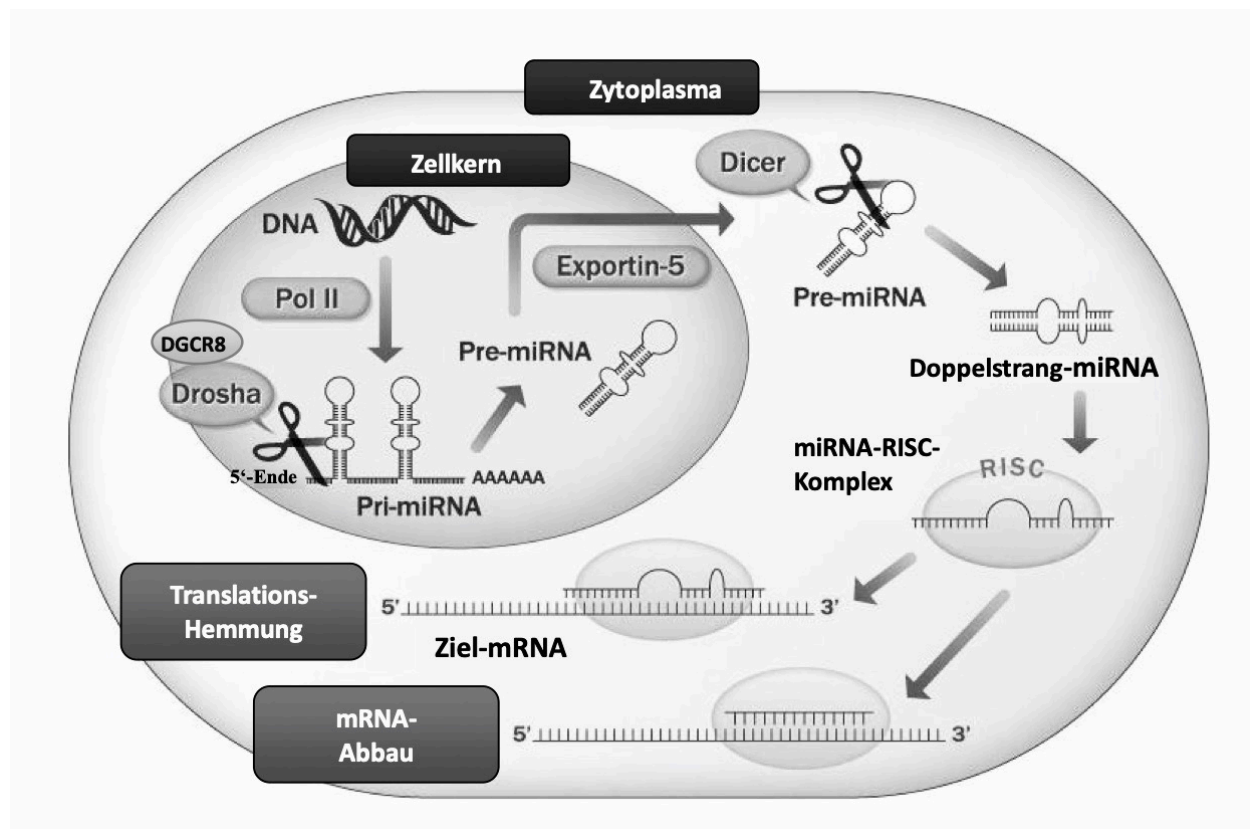 Zytoplasma
Zellkern
DNA
Pol II
DGCR8
Drosha
5‘-Ende
AAAAAA
Pri-miRNA
Pre-miRNA
Exportin-5
Dicer
Pre-miRNA
Doppelstrang-miRNA
miRNA-RISC-
Komplex
RISC
Translations-
Hemmung
5’
3’
Ziel-mRNA
mRNA-
Abbau
5’
3’